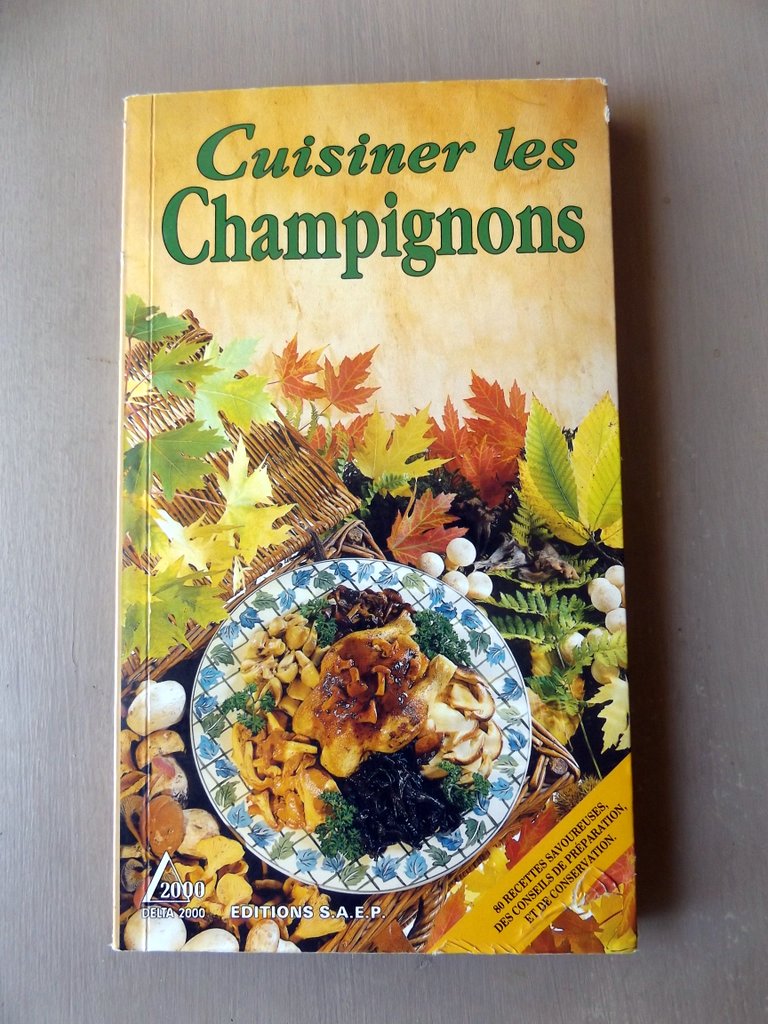 Cuisiner les
Champignons
80 RECETTES SAVOUREUSES,
DES CONSEILS DE PRÉPARATION,
ET DE CONSERVATION.
2000
DELTA 2000
EDITIONS S.A.E.P.